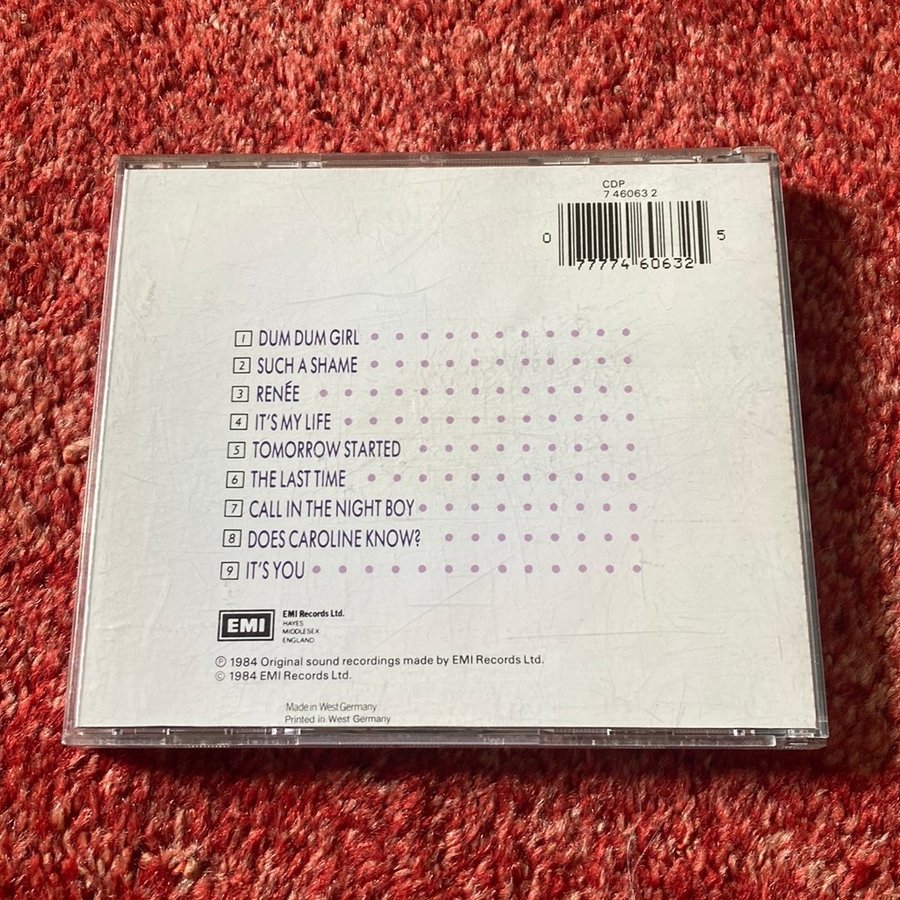 CDP
7 46063 2
0 77774 60632 5
1 DUM DUM GIRL
2 SUCH A SHAME
3 RENÉE
4 IT'S MY LIFE
5 TOMORROW STARTED
6 THE LAST TIME
7 CALL IN THE NIGHT BOY
8 DOES CAROLINE KNOW?
9 IT'S YOU
EMI
EMI Records Ltd.
HAYES
MIDDLESEX
ENGLAND
℗ 1984 Original sound recordings made by EMI Records Ltd.
© 1984 EMI Records Ltd.
Made in West Germany
Printed in West Germany